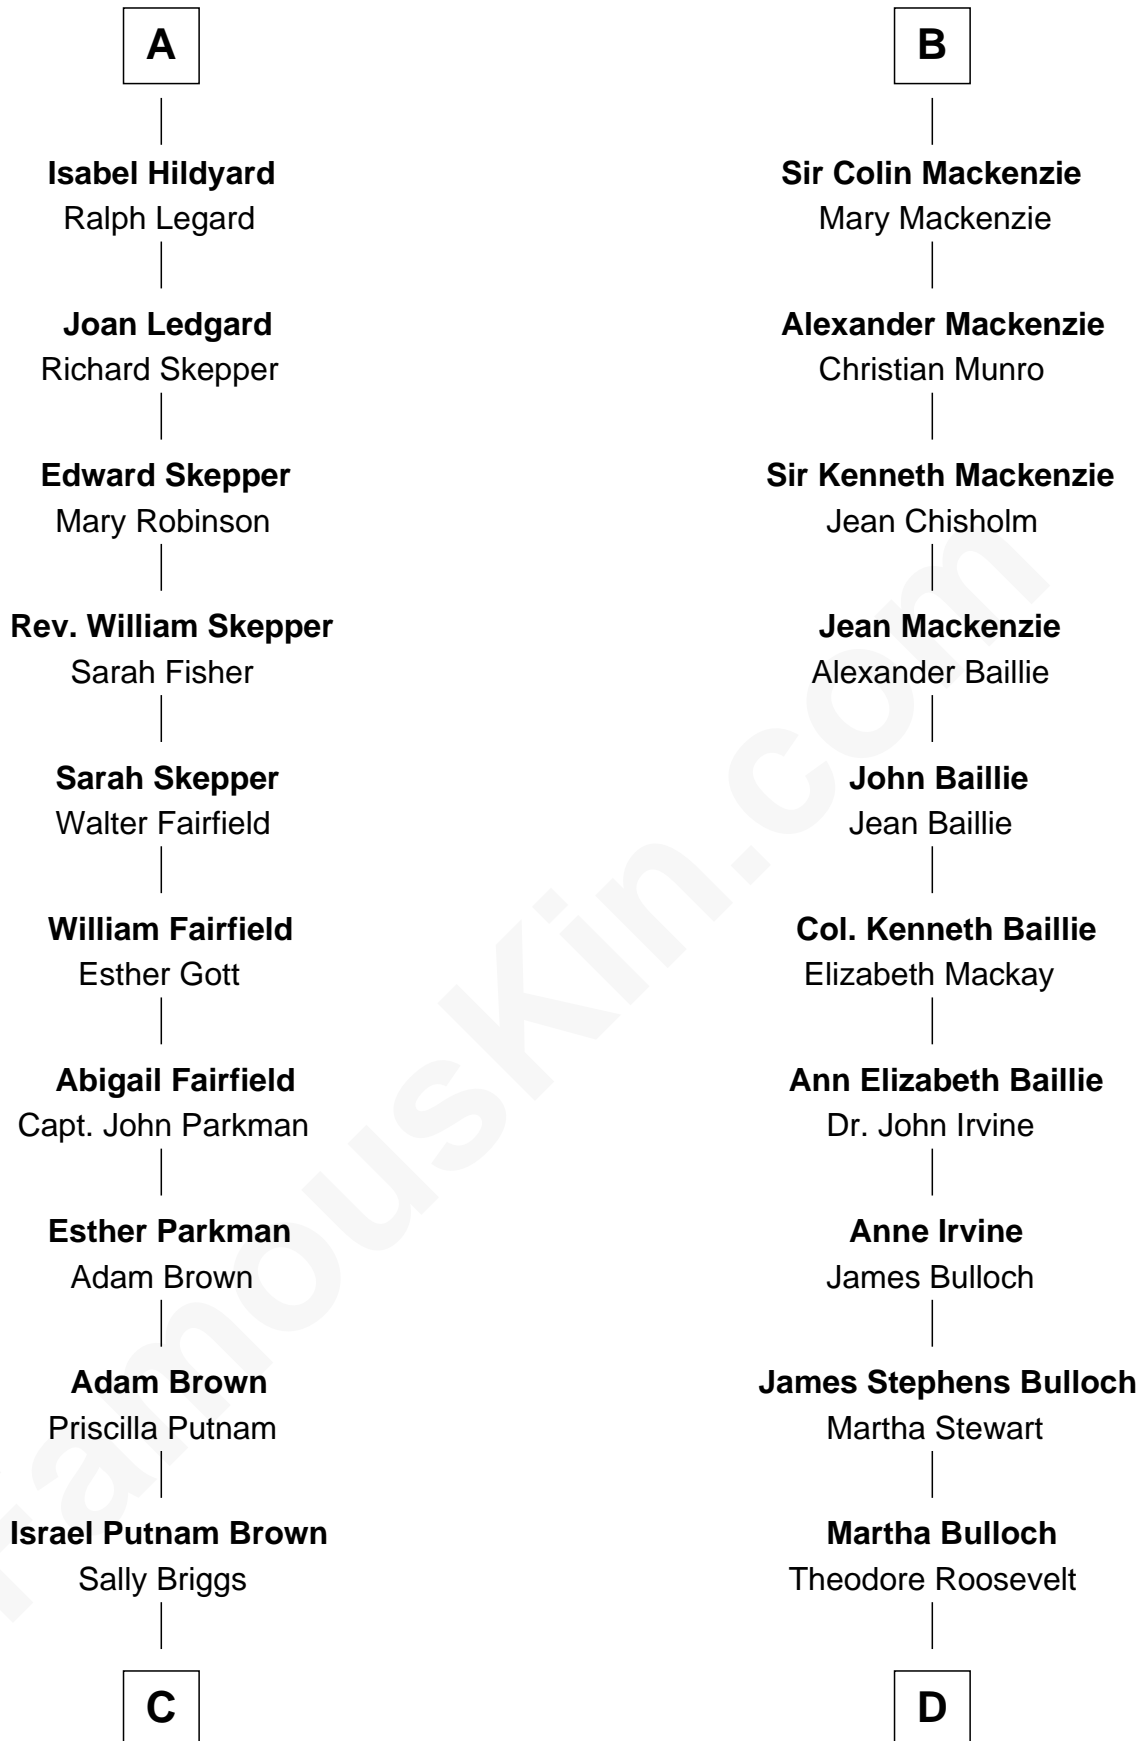 A
Isabel Hildyard
Ralph Legard
Joan Ledgard
Richard Skepper
Edward Skepper
Mary Robinson
Rev. William Skepper
Sarah Fisher
Sarah Skepper
Walter Fairfield
William Fairfield
Esther Gott
Abigail Fairfield
Capt. John Parkman
Esther Parkman
Adam Brown
Adam Brown
Priscilla Putnam
Israel Putnam Brown
Sally Briggs
C
B
Sir Colin Mackenzie
Mary Mackenzie
Alexander Mackenzie
Christian Munro
Sir Kenneth Mackenzie
Jean Chisholm
Jean Mackenzie
Alexander Baillie
John Baillie
Jean Baillie
Col. Kenneth Baillie
Elizabeth Mackay
Ann Elizabeth Baillie
Dr. John Irvine
Anne Irvine
James Bulloch
James Stephens Bulloch
Martha Stewart
Martha Bulloch
Theodore Roosevelt
D
FamousKin.com